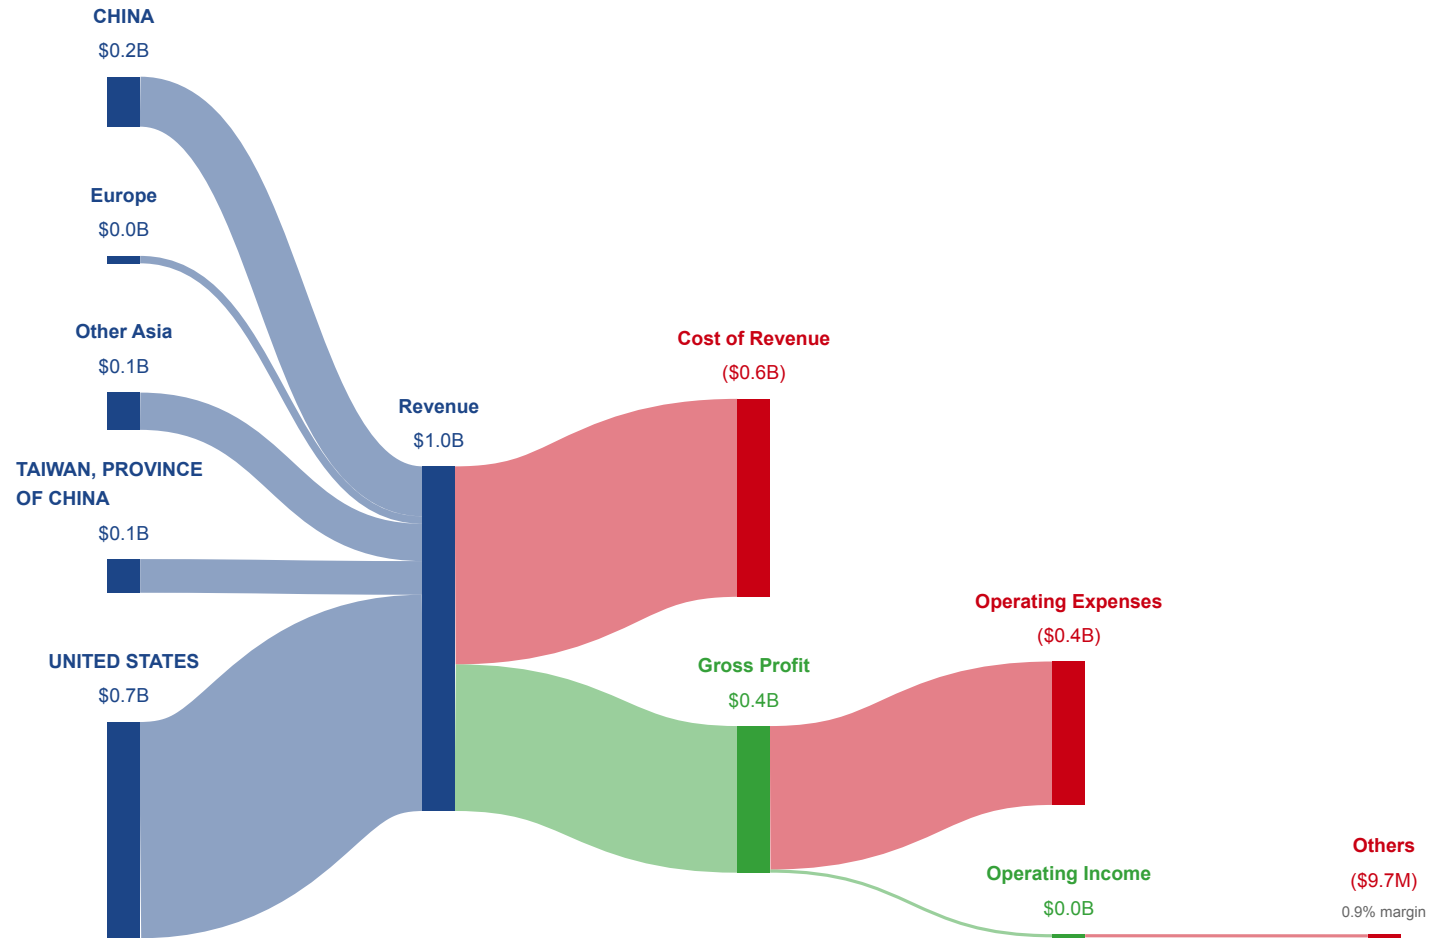 CHINA
$0.2B
Europe
$0.0B
Other Asia
$0.1B
TAIWAN, PROVINCE
OF CHINA
$0.1B
UNITED STATES
$0.7B
Revenue
$1.0B
Cost of Revenue
($0.6B)
Gross Profit
$0.4B
Operating Expenses
($0.4B)
Operating Income
$0.0B
Others
($9.7M)
0.9% margin